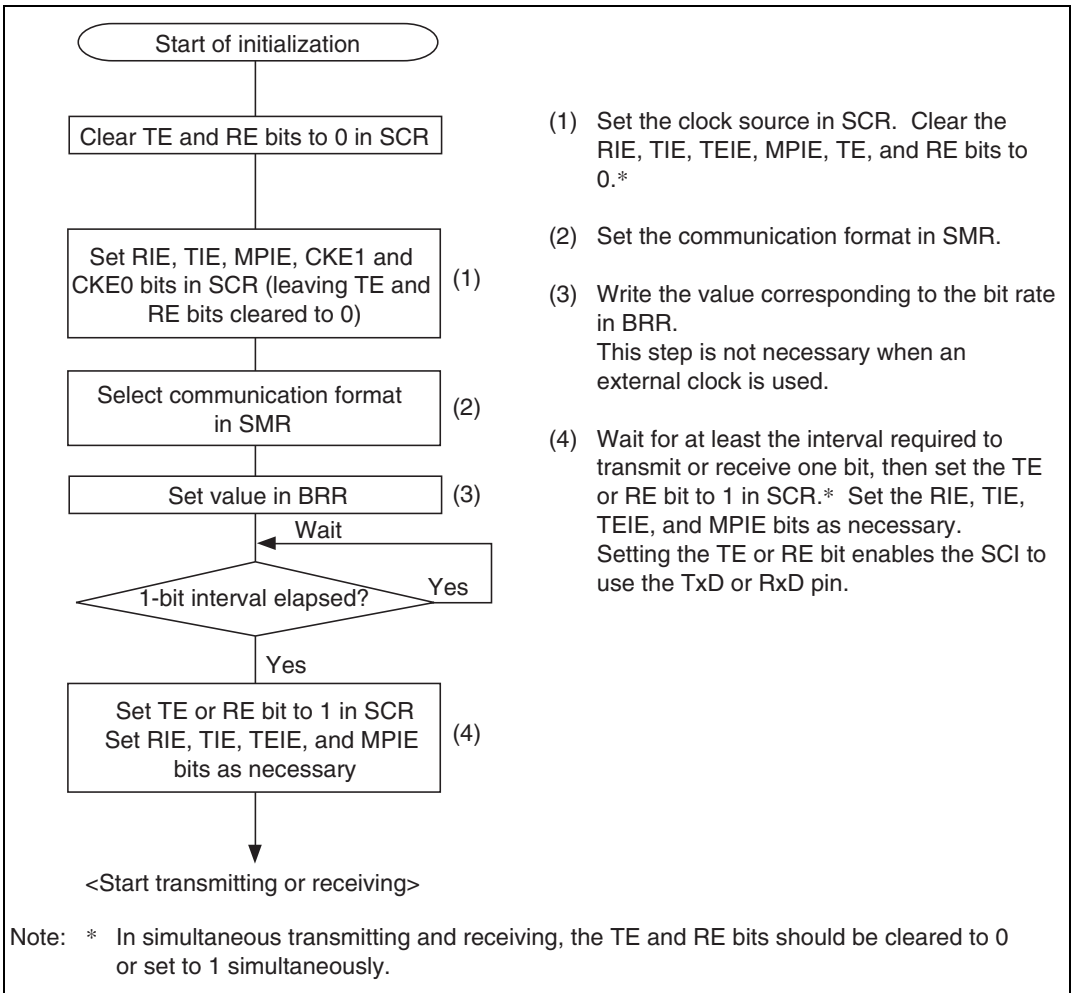 Start of initialization
Clear TE and RE bits to 0 in SCR
Set RIE, TIE, MPIE, CKE1 and
CKE0 bits in SCR (leaving TE and
RE bits cleared to 0)
(1)
Select communication format
in SMR
(2)
Set value in BRR
(3)
Wait
1-bit interval elapsed?
Yes
Yes
Set TE or RE bit to 1 in SCR
Set RIE, TIE, TEIE, and MPIE
bits as necessary
(4)
<Start transmitting or receiving>
(1) Set the clock source in SCR. Clear the
RIE, TIE, TEIE, MPIE, TE, and RE bits to
0.*
(2) Set the communication format in SMR.
(3) Write the value corresponding to the bit rate
in BRR.
This step is not necessary when an
external clock is used.
(4) Wait for at least the interval required to
transmit or receive one bit, then set the TE
or RE bit to 1 in SCR.* Set the RIE, TIE,
TEIE, and MPIE bits as necessary.
Setting the TE or RE bit enables the SCI to
use the TxD or RxD pin.
Note: * In simultaneous transmitting and receiving, the TE and RE bits should be cleared to 0
or set to 1 simultaneously.